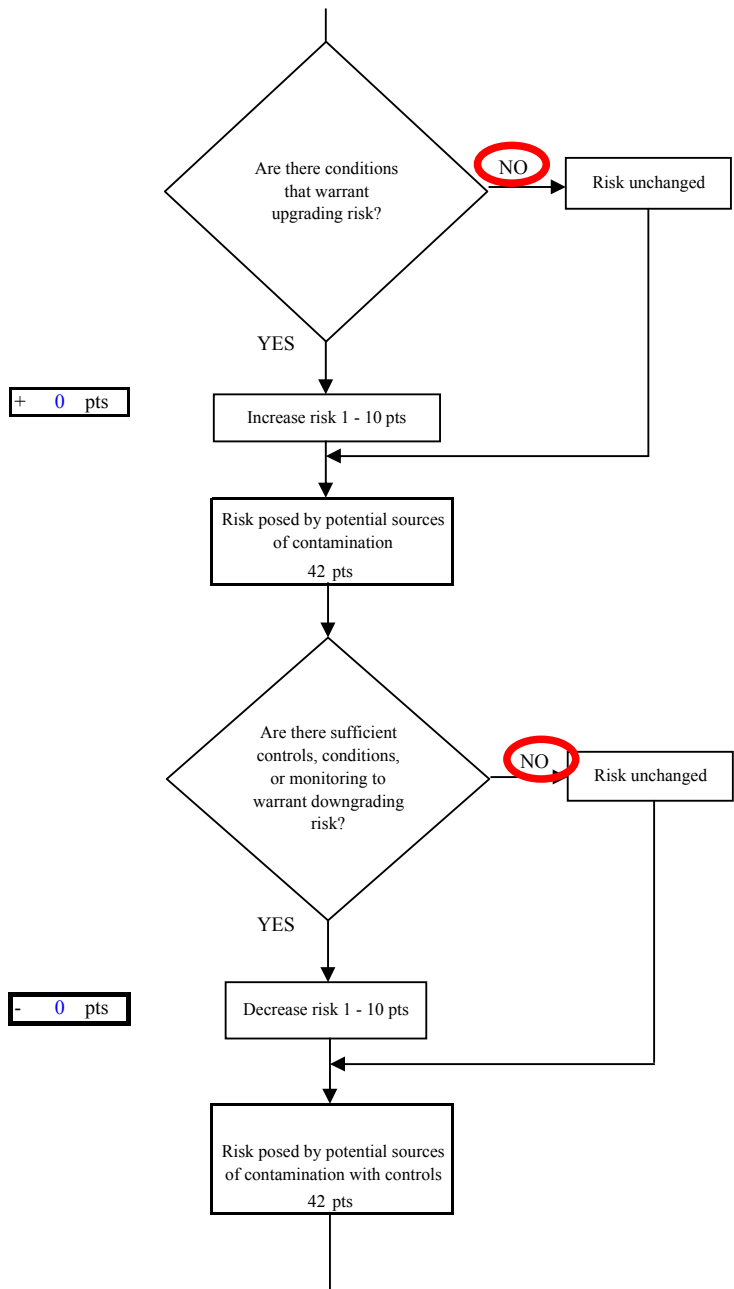 Are there conditions
that warrant
upgrading risk?
NO
Risk unchanged
YES
+ 0 pts
Increase risk 1 - 10 pts
Risk posed by potential sources
of contamination
42 pts
Are there sufficient
controls, conditions,
or monitoring to
warrant downgrading
risk?
NO
Risk unchanged
YES
- 0 pts
Decrease risk 1 - 10 pts
Risk posed by potential sources
of contamination with controls
42 pts